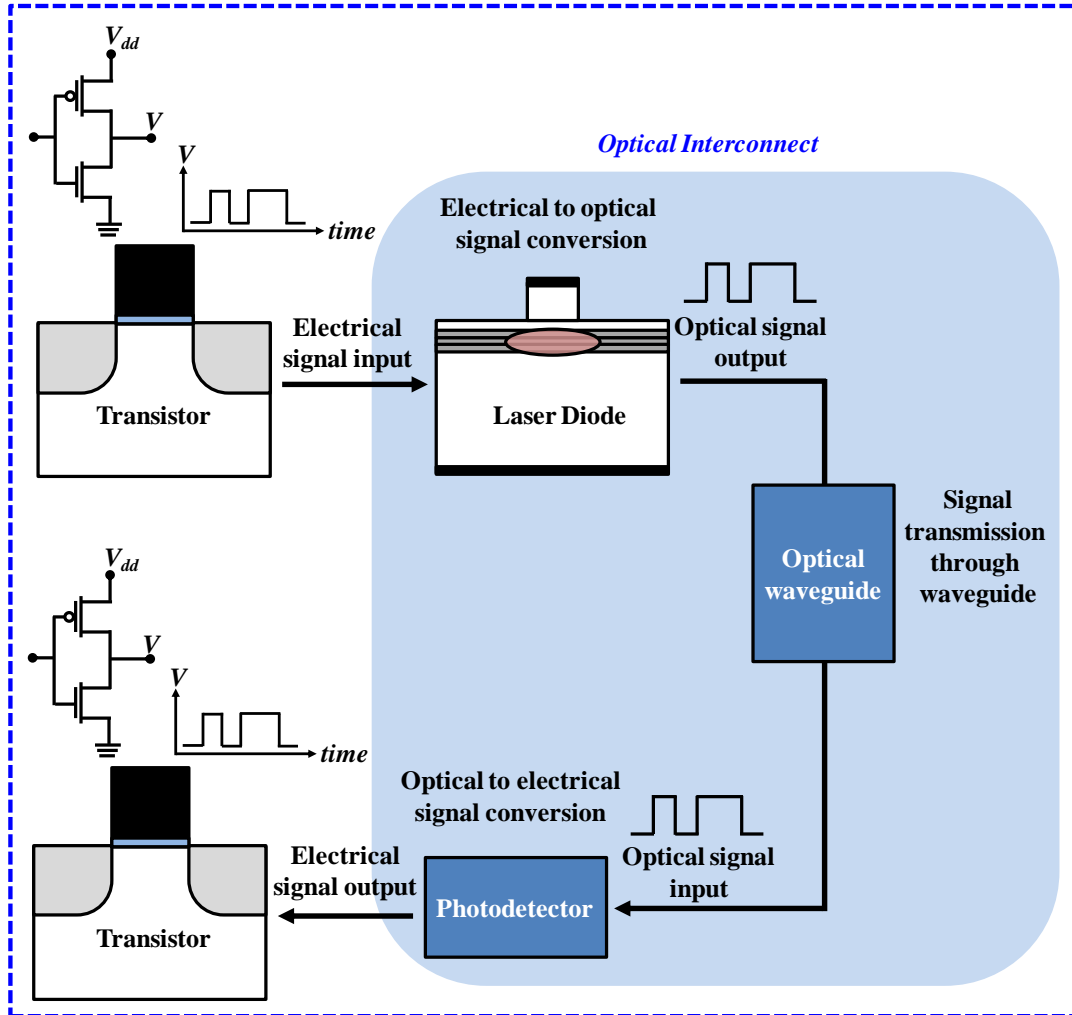 Vdd
V
V
time
Optical Interconnect
Electrical to optical
signal conversion
Electrical
signal input
Optical signal
output
Transistor
Laser Diode
Optical
waveguide
Signal
transmission
through
waveguide
Vdd
V
V
time
Optical to electrical
signal conversion
Electrical
signal output
Optical signal
input
Photodetector
Transistor